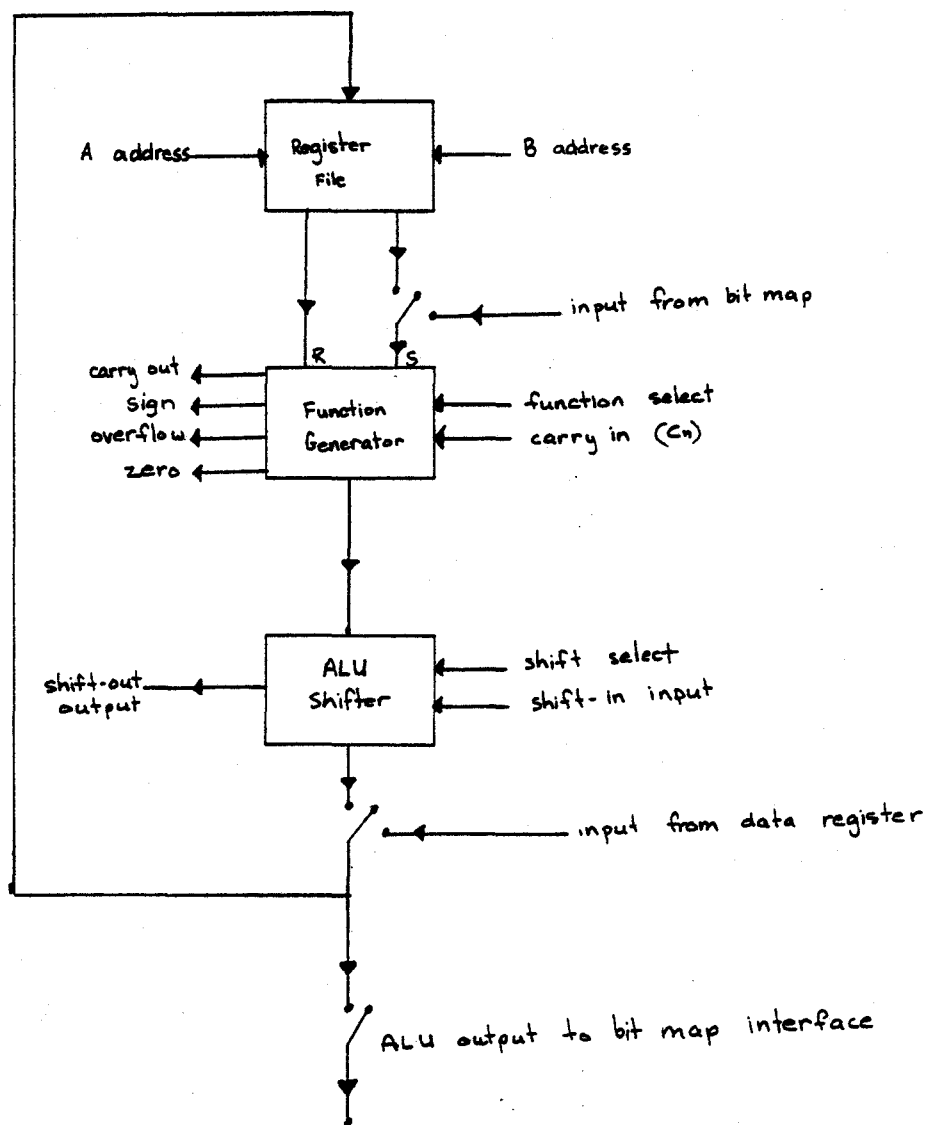 A address
Register
File
B address
input from bit map
R
S
carry out
sign
overflow
zero
Function
Generator
function select
carry in (Cn)
ALU
Shifter
shift select
shift-in input
shift-out
output
input from data register
ALU output to bit map interface